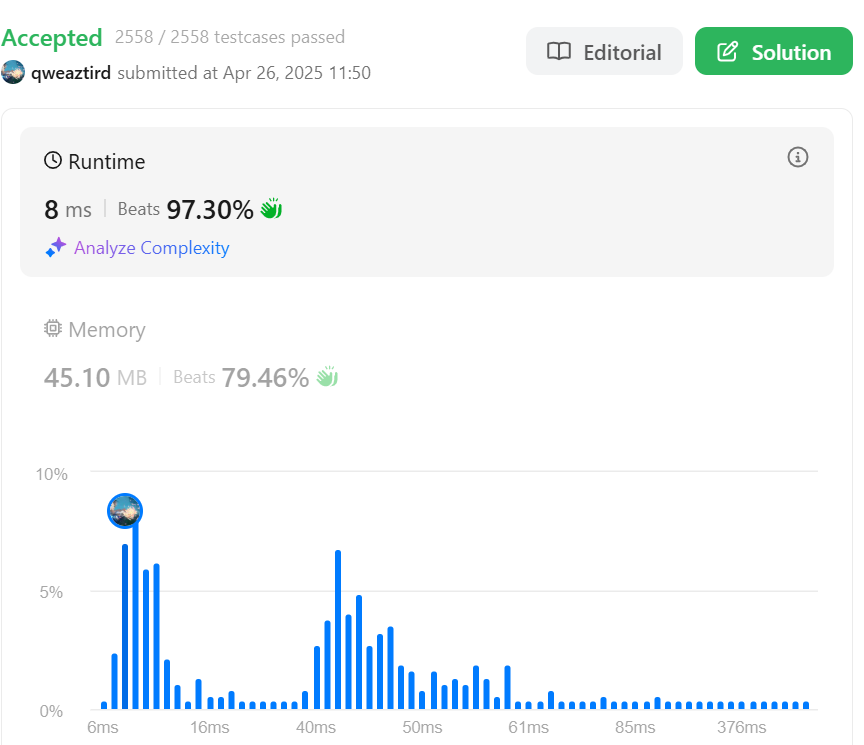 Accepted 2558 / 2558 testcases passed
qweaztird submitted at Apr 26, 2025 11:50
Editorial
Solution
Runtime
8 ms Beats 97.30%
Analyze Complexity
Memory
45.10 MB Beats 79.46%
10%
5%
0%
6ms 16ms 40ms 50ms 61ms 85ms 376ms